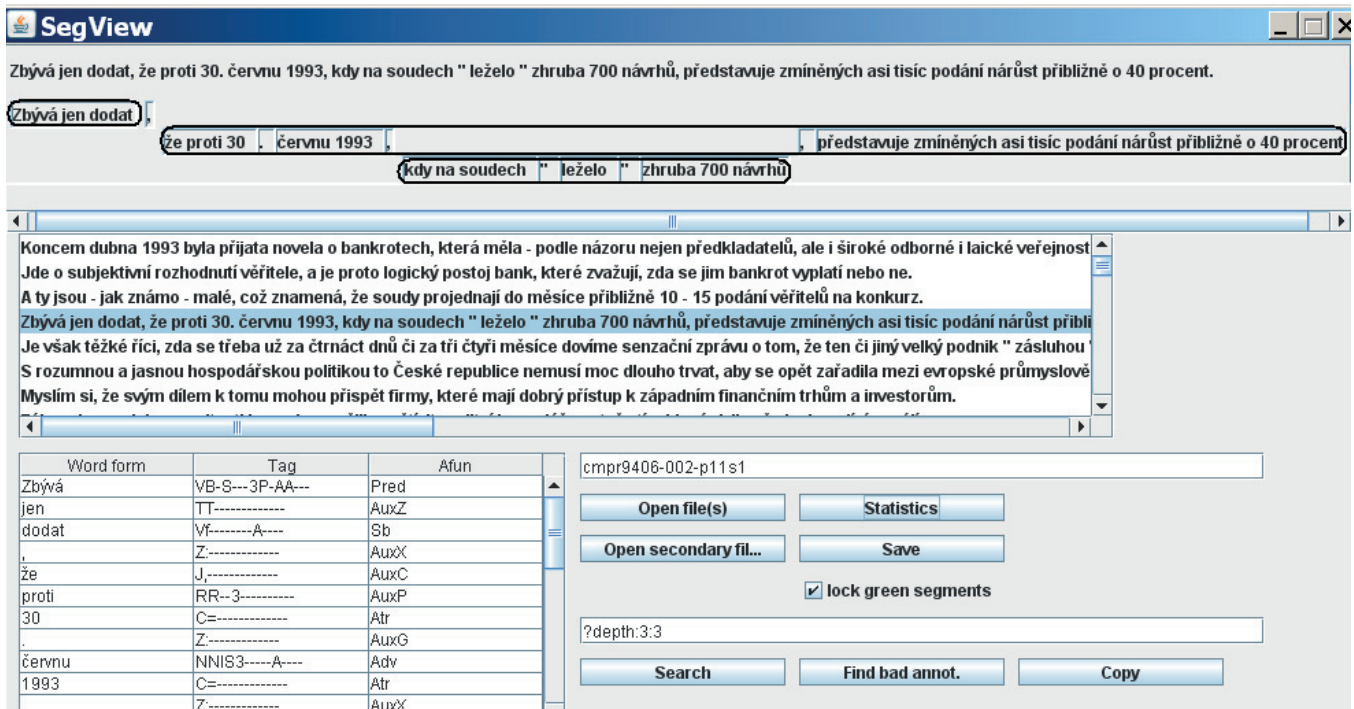 SegView
Zbývá jen dodat, že proti 30. červnu 1993, kdy na soudech " leželo " zhruba 700 návrhů, představuje zmíněných asi tisíc podání nárůst přibližně o 40 procent.
Zbývá jen dodat ,
že proti 30 . červnu 1993 , , představuje zmíněných asi tisíc podání nárůst přibližně o 40 procent
kdy na soudech " leželo " zhruba 700 návrhů
Koncem dubna 1993 byla přijata novela o bankrotech, která měla - podle názoru nejen předkladatelů, ale i široké odborné i laické veřejnost
Jde o subjektivní rozhodnutí věřitele, a je proto logický postoj bank, které zvažují, zda se jim bankrot vyplatí nebo ne.
A ty jsou - jak známo - malé, což znamená, že soudy projednají do měsíce přibližně 10 - 15 podání věřitelů na konkurz.
Zbývá jen dodat, že proti 30. červnu 1993, kdy na soudech " leželo " zhruba 700 návrhů, představuje zmíněných asi tisíc podání nárůst přibli
Je však těžké říci, zda se třeba už za čtrnáct dnů či za tři čtyři měsíce dovíme senzační zprávu o tom, že ten či jiný velký podnik " zásluhou "
S rozumnou a jasnou hospodářskou politikou to České republice nemusí moc dlouho trvat, aby se opět zařadila mezi evropské průmyslově
Myslím si, že svým dílem k tomu mohou přispět firmy, které mají dobrý přístup k západním finančním trhům a investorům.
Word form Tag Afun
Zbývá VB-S---3P-AA--- Pred
jen TT------------- AuxZ
dodat Vf--------A---- Sb
, Z:------------- AuxX
že J,------------- AuxC
proti RR--3---------- AuxP
30 C=------------- Atr
. Z:------------- AuxG
červnu NNIS3-----A---- Adv
1993 C=------------- Atr
Z:------------- AuxX
cmpr9406-002-p11s1
Open file(s) Statistics
Open secondary fil... Save
lock green segments
?depth:3:3
Search Find bad annot. Copy